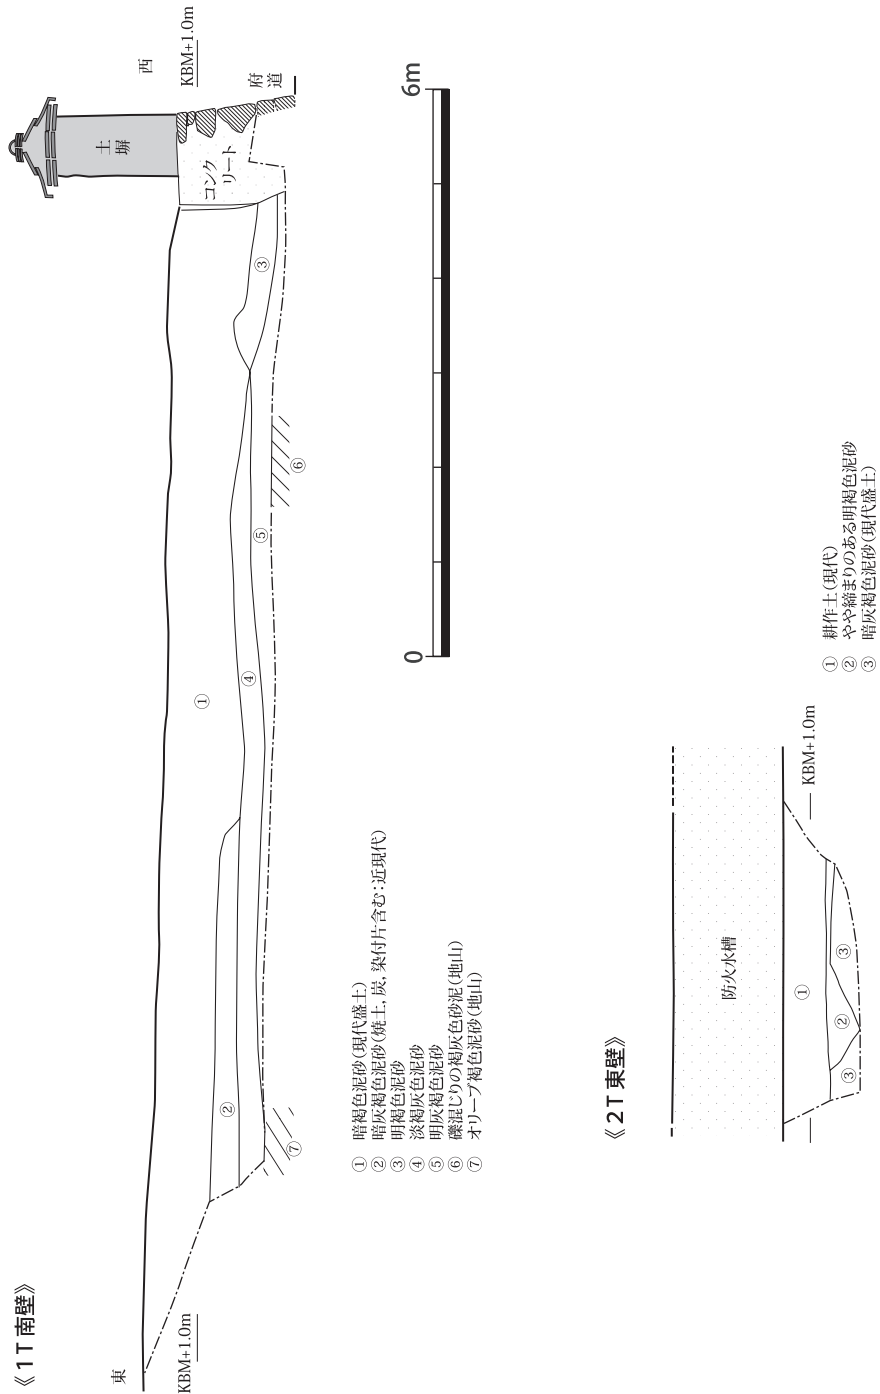 《1T 南壁》
東
西
KBM+1.0m
KBM+1.0m
土
塀
コンク
リート
府
道
①
②
③
④
⑤
⑥
⑦
0
6m
① 暗褐色泥砂(現代盛土)
② 暗灰褐色泥砂(焼土,炭,染付片含む:近現代)
③ 明褐色泥砂
④ 淡褐灰色泥砂
⑤ 明灰褐色泥砂
⑥ 礫混じりの褐灰色砂泥(地山)
⑦ オリーブ褐色泥砂(地山)
《2T 東壁》
防火水槽
KBM+1.0m
①
②
③
③
① 耕作土(現代)
② やや締まりのある明褐色泥砂
③ 暗灰褐色泥砂(現代盛土)